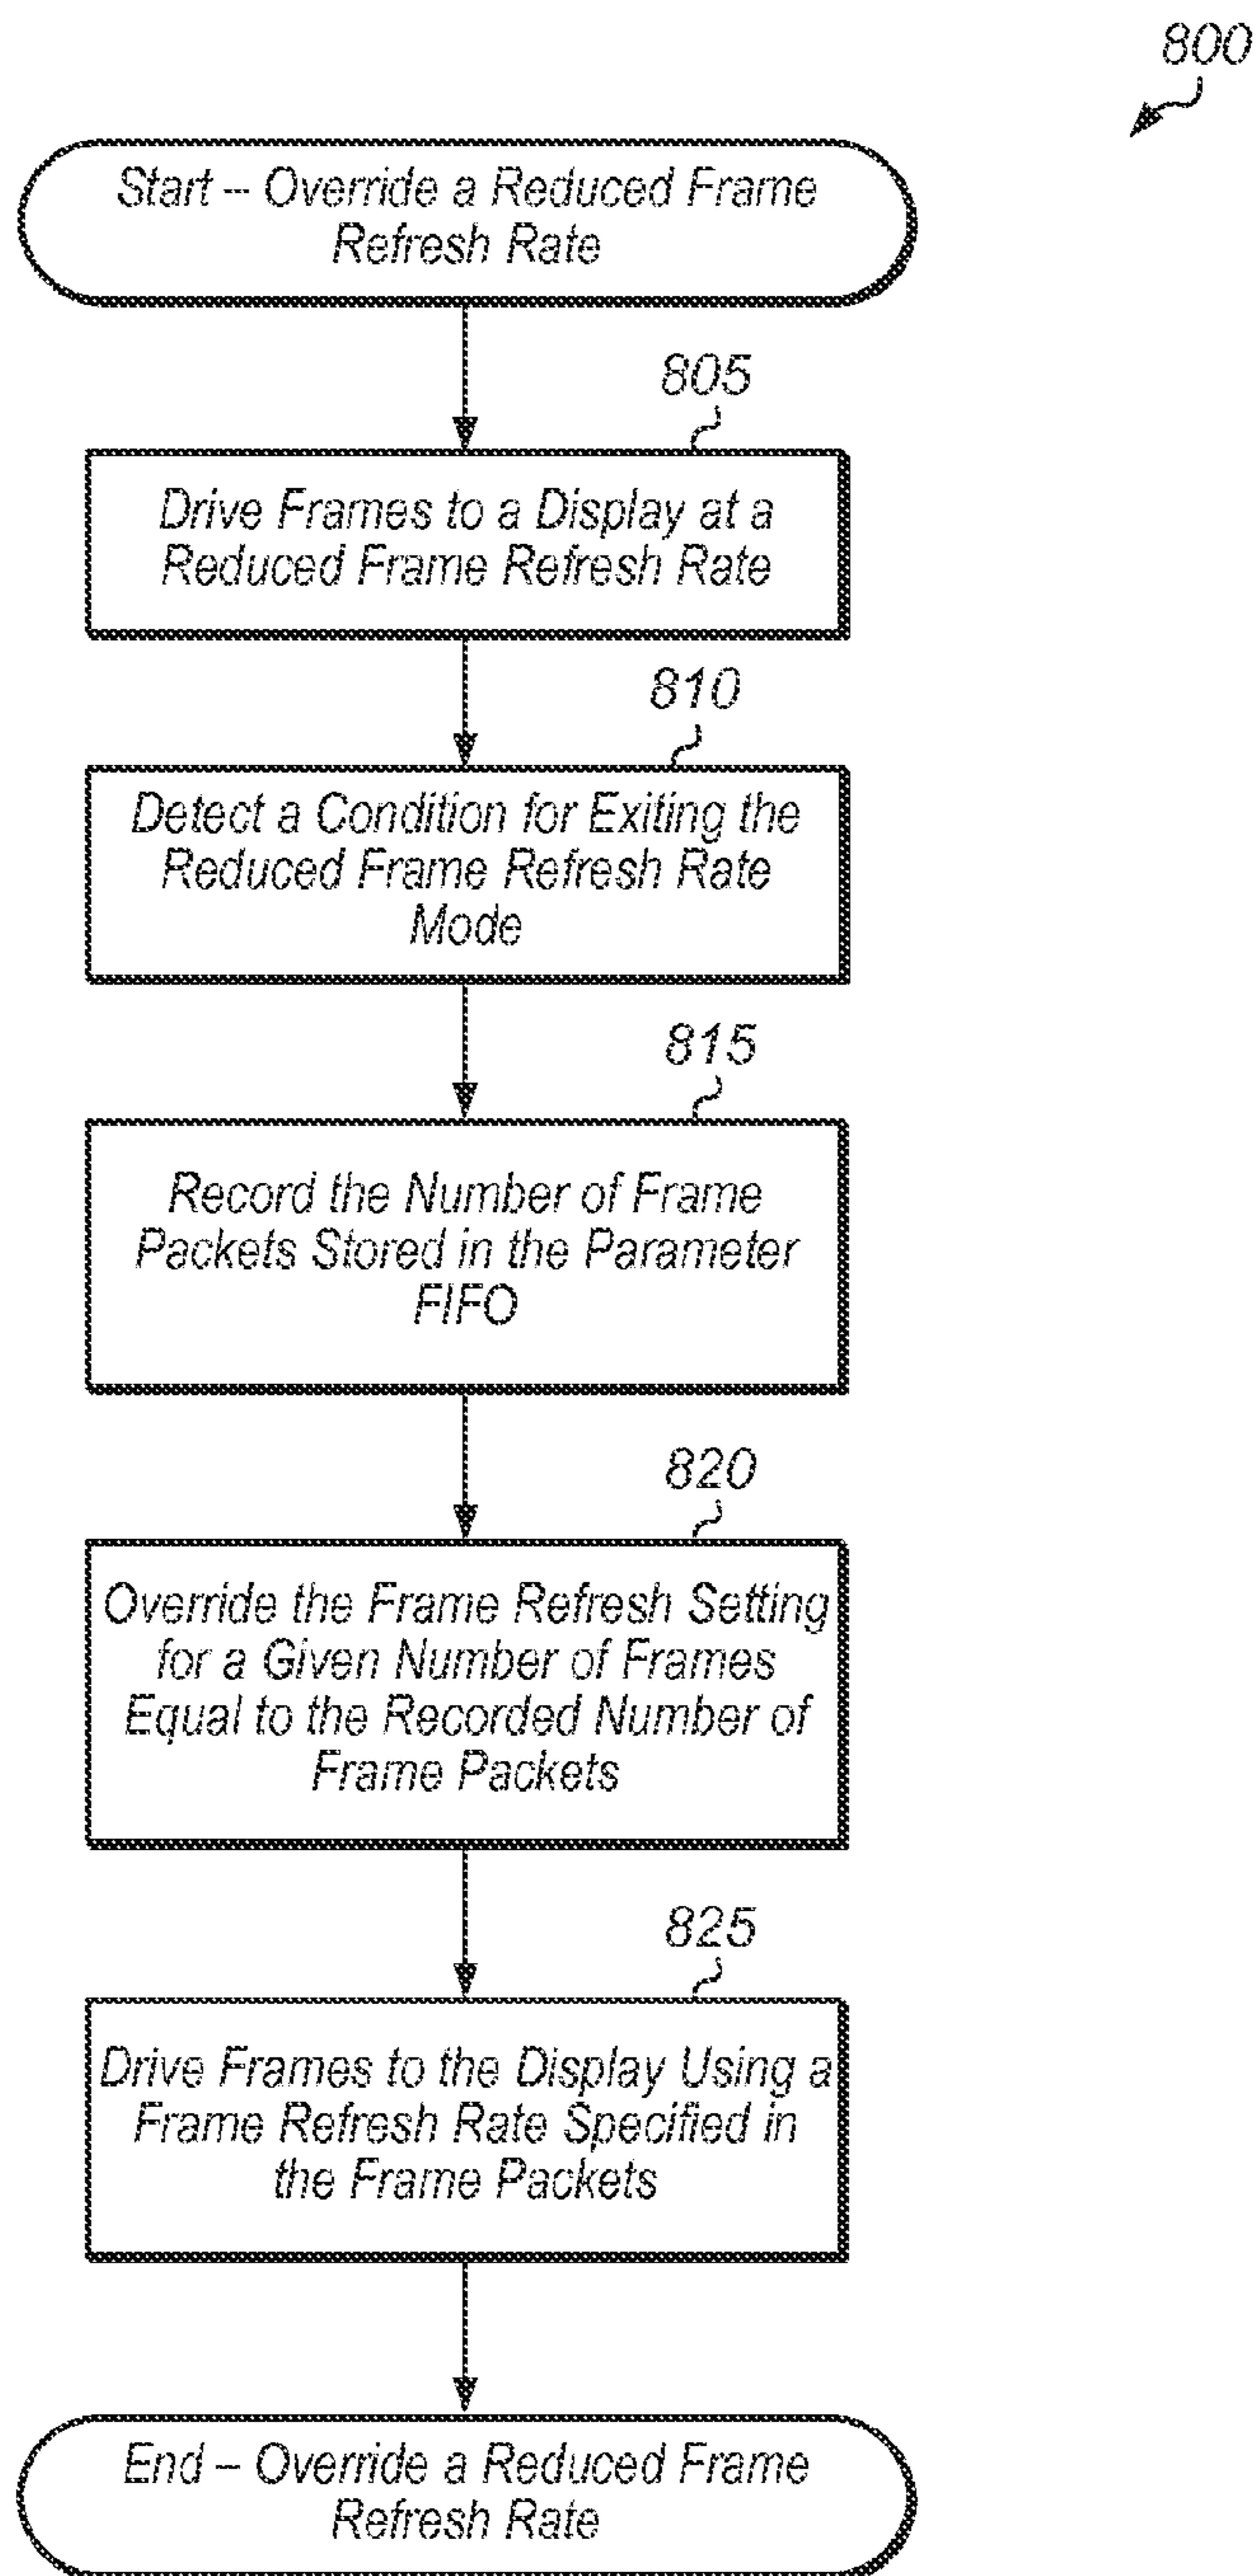 800
Start -- Override a Reduced Frame
Refresh Rate
805
Drive Frames to a Display at a
Reduced Frame Refresh Rate
810
Detect a Condition for Exiting the
Reduced Frame Refresh Rate
Mode
815
Record the Number of Frame
Packets Stored in the Parameter
FIFO
820
Override the Frame Refresh Setting
for a Given Number of Frames
Equal to the Recorded Number of
Frame Packets
825
Drive Frames to the Display Using a
Frame Refresh Rate Specified in
the Frame Packets
End – Override a Reduced Frame
Refresh Rate